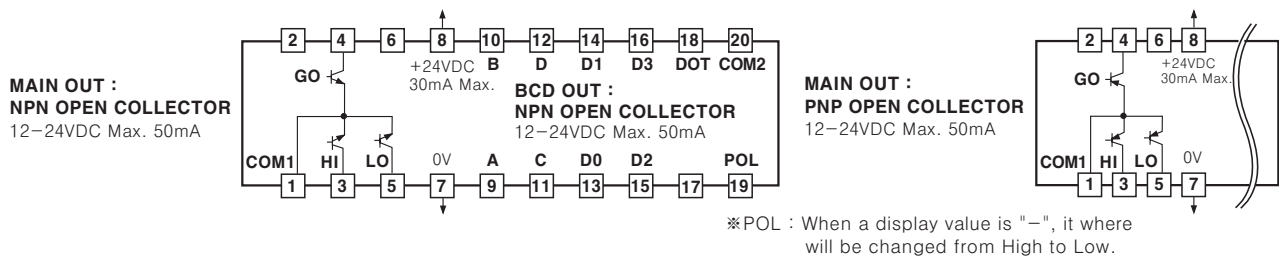 2 4 6 8 10 12 14 16 18 20
B D D1 D3 DOT COM2
GO
+24VDC
30mA Max.
MAIN OUT :
NPN OPEN COLLECTOR
12-24VDC Max. 50mA
BCD OUT :
NPN OPEN COLLECTOR
12-24VDC Max. 50mA
COM1 HI LO 0V A C D0 D2 POL
1 3 5 7 9 11 13 15 17 19
2 4 6 8
GO
+24VDC
30mA Max.
MAIN OUT :
PNP OPEN COLLECTOR
12-24VDC Max. 50mA
COM1 HI LO 0V
1 3 5 7
※POL : When a display value is "-", it where
will be changed from High to Low.